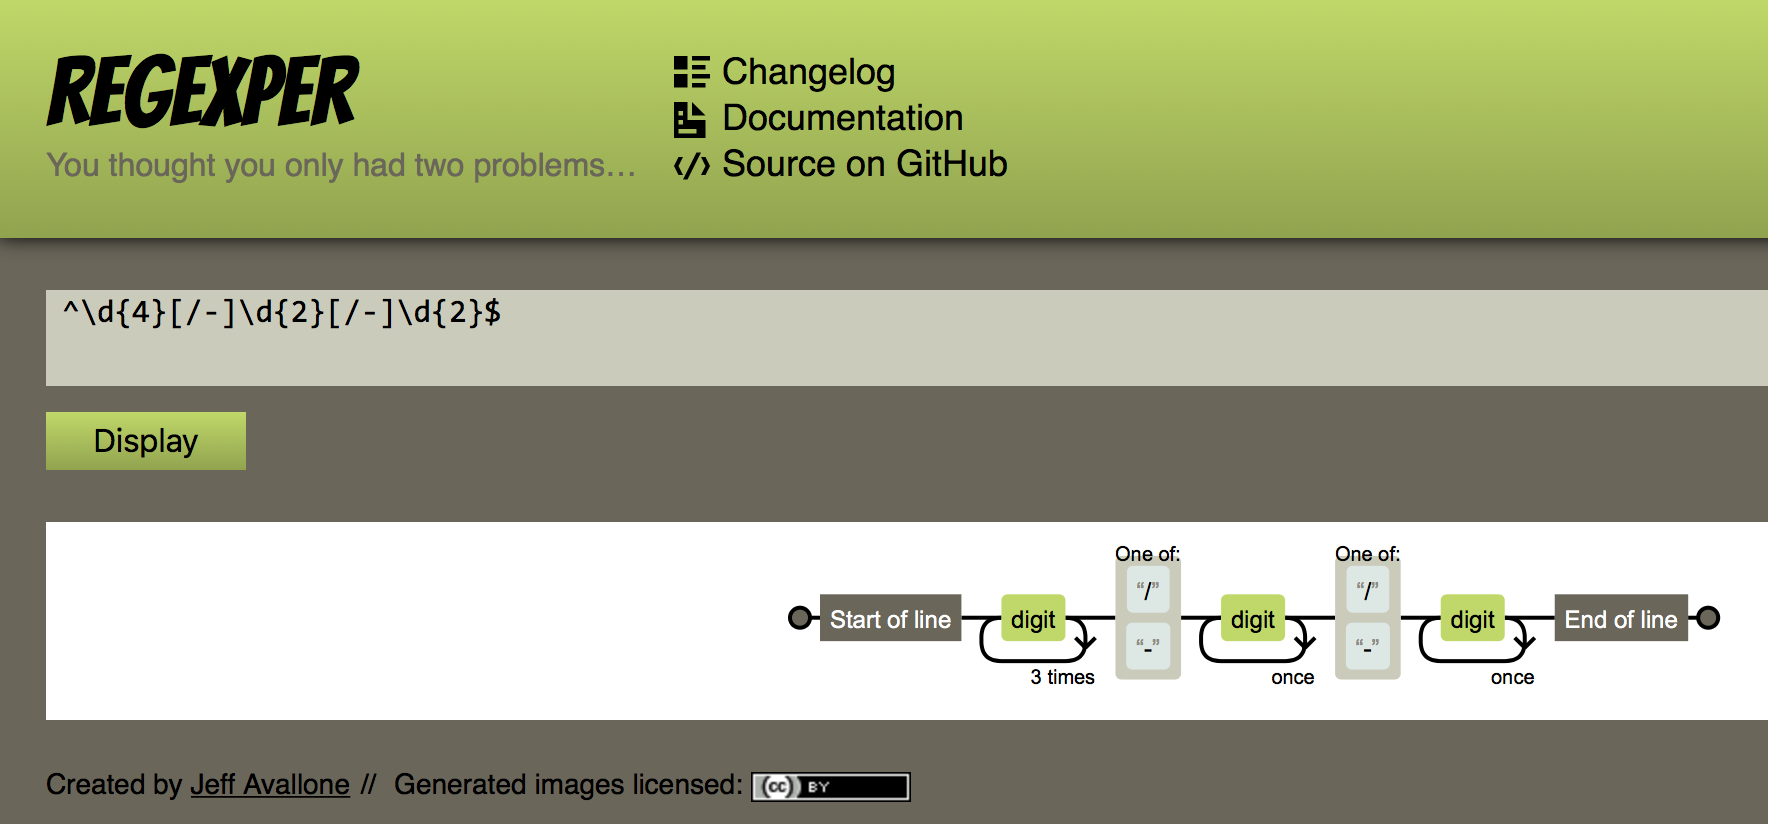 REGEXPER
You thought you only had two problems...
Changelog
Documentation
Source on GitHub
^\d{4}[/-]\d{2}[/-]\d{2}$
Display
One of:
One of:
“/”
“/”
Start of line
digit
digit
digit
End of line
“-”
“-”
3 times
once
once
Created by Jeff Avallone // Generated images licensed: (cc) BY